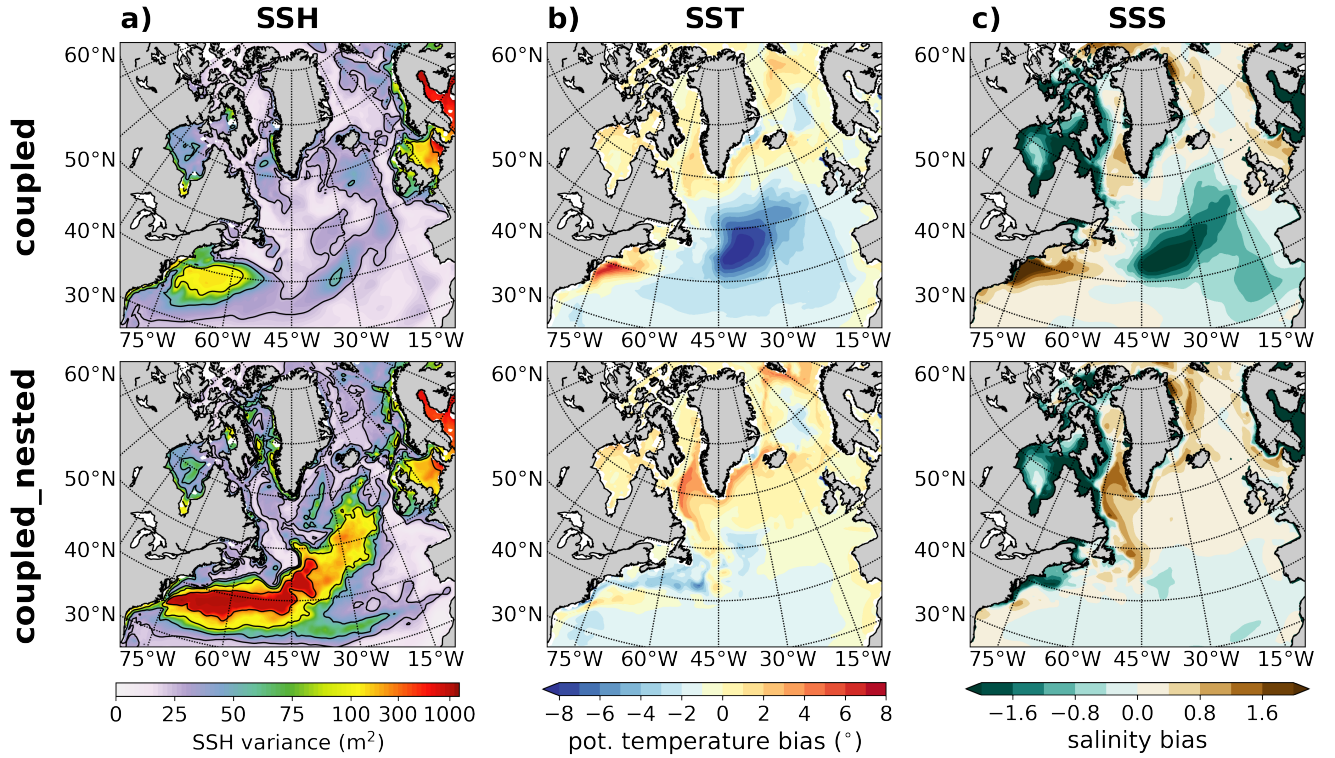 a) SSH b) SST c) SSS
coupled
60°N 60°N 60°N
50°N 50°N 50°N
40°N 40°N 40°N
30°N 30°N 30°N
75°W 60°W 45°W 30°W 15°W 75°W 60°W 45°W 30°W 15°W 75°W 60°W 45°W 30°W 15°W
coupled_nested
60°N 60°N 60°N
50°N 50°N 50°N
40°N 40°N 40°N
30°N 30°N 30°N
75°W 60°W 45°W 30°W 15°W 75°W 60°W 45°W 30°W 15°W 75°W 60°W 45°W 30°W 15°W
0 25 50 75 100 300 1000 −8 −6 −4 −2 0 2 4 6 8 −1.6 −0.8 0.0 0.8 1.6
SSH variance (m²) pot. temperature bias (°) salinity bias